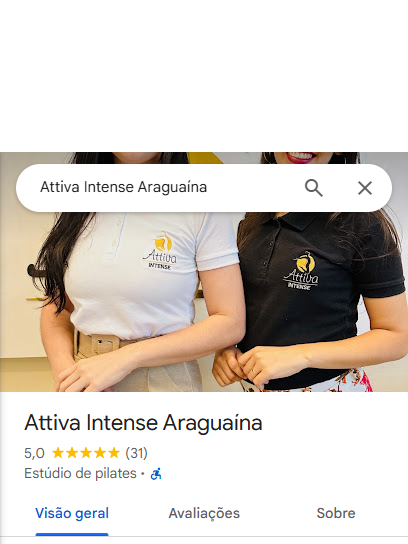 Attiva Intense Araguaína
Attiva
INTENSE
Attiva
INTENSE
Attiva Intense Araguaína
5,0 (31)
Estúdio de pilates ·
Visão geral Avaliações Sobre